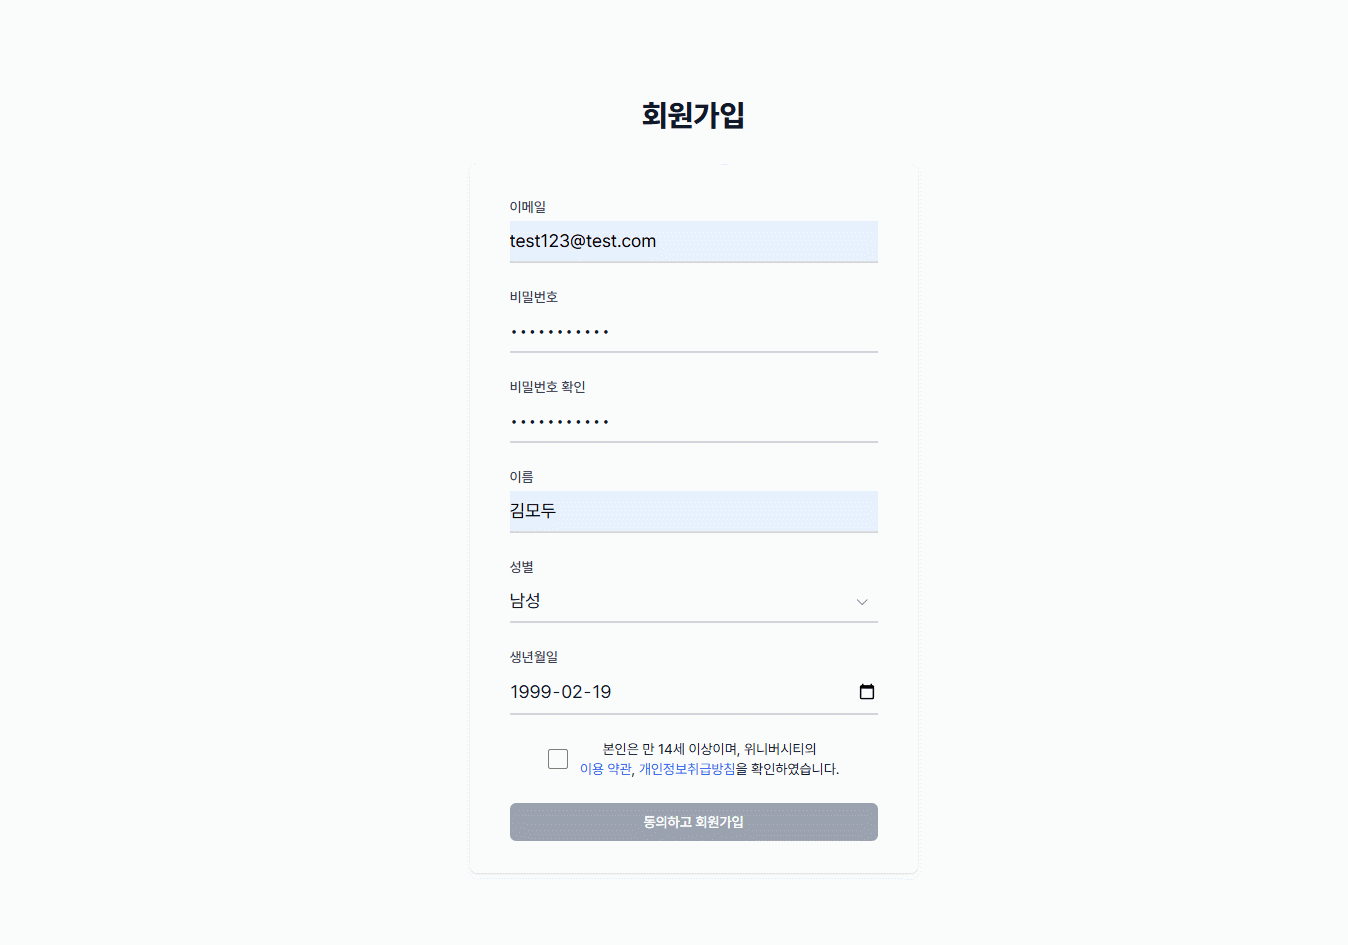 회원가입
이메일
test123@test.com
비밀번호
•••••••••••
비밀번호 확인
•••••••••••
이름
김모두
성별
남성
생년월일
1999-02-19
본인은 만 14세 이상이며, 위니버시티의
이용 약관, 개인정보취급방침을 확인하였습니다.
동의하고 회원가입